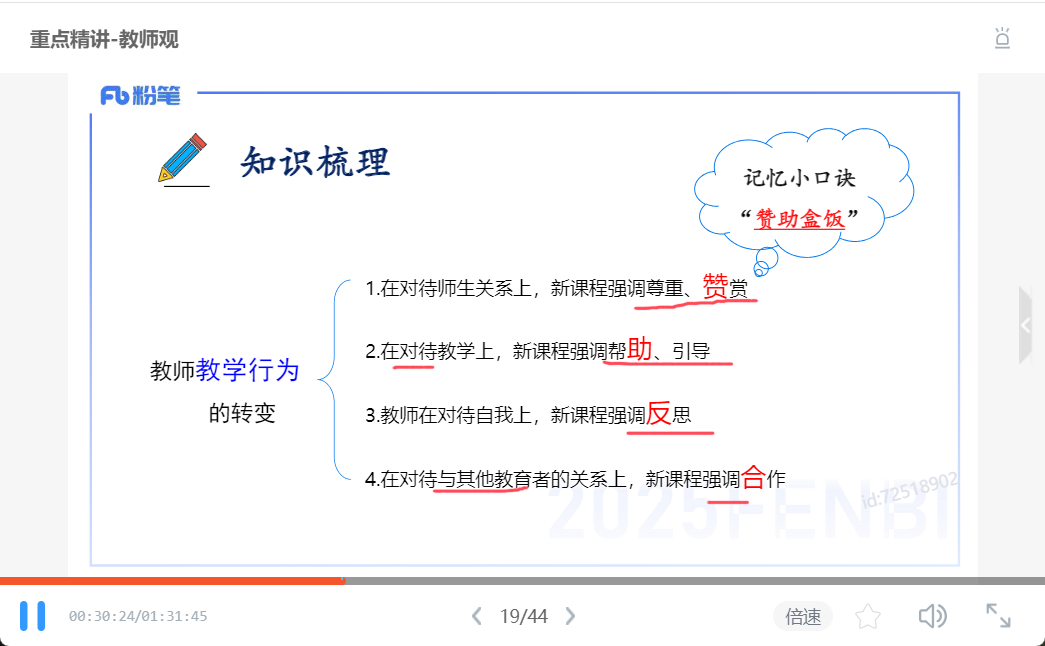 重点精讲-教师观
粉笔
知识梳理
记忆小口诀
“赞助盒饭”
1.在对待师生关系上，新课程强调尊重、赞赏
2.在对待教学上，新课程强调帮助、引导
教师教学行为
的转变
3.教师在对待自我上，新课程强调反思
4.在对待与其他教育者的关系上，新课程强调合作
id:72518902
2025FENBI
00:30:24/01:31:45
19/44
倍速